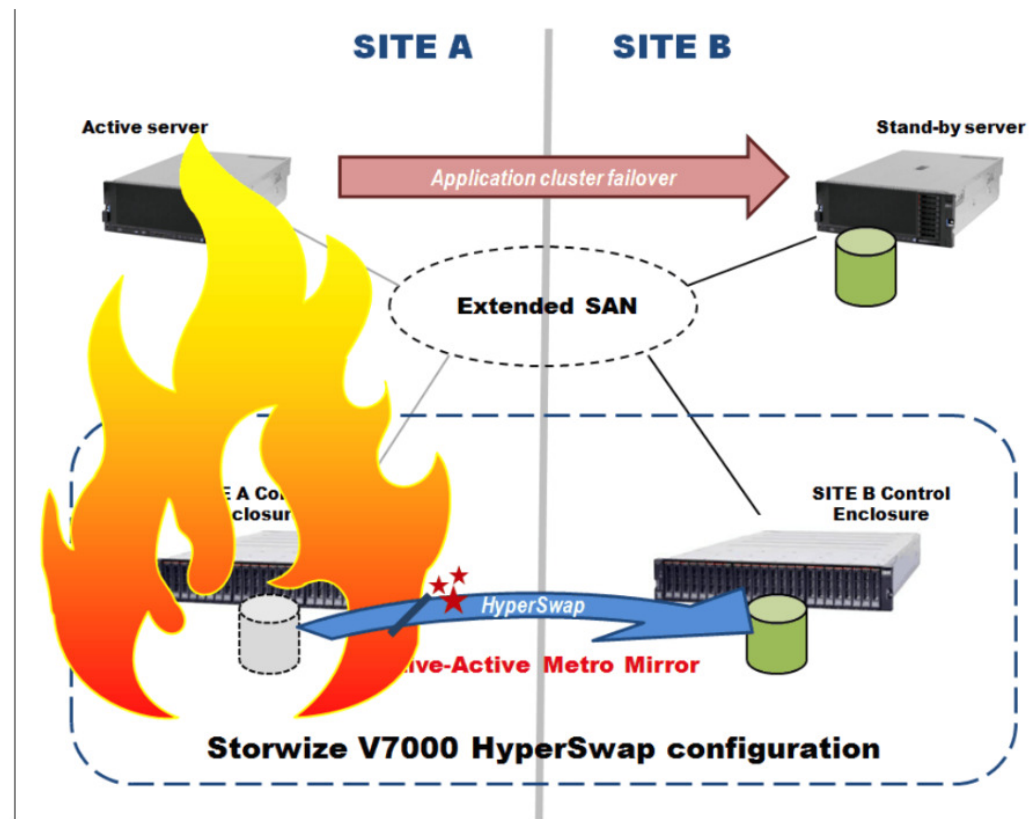 SITE A
SITE B
Active server
Stand-by server
Application cluster failover
Extended SAN
A
SITE B Control
Enclosure
HyperSwap
Metro Mirror
Storwize V7000 HyperSwap configuration